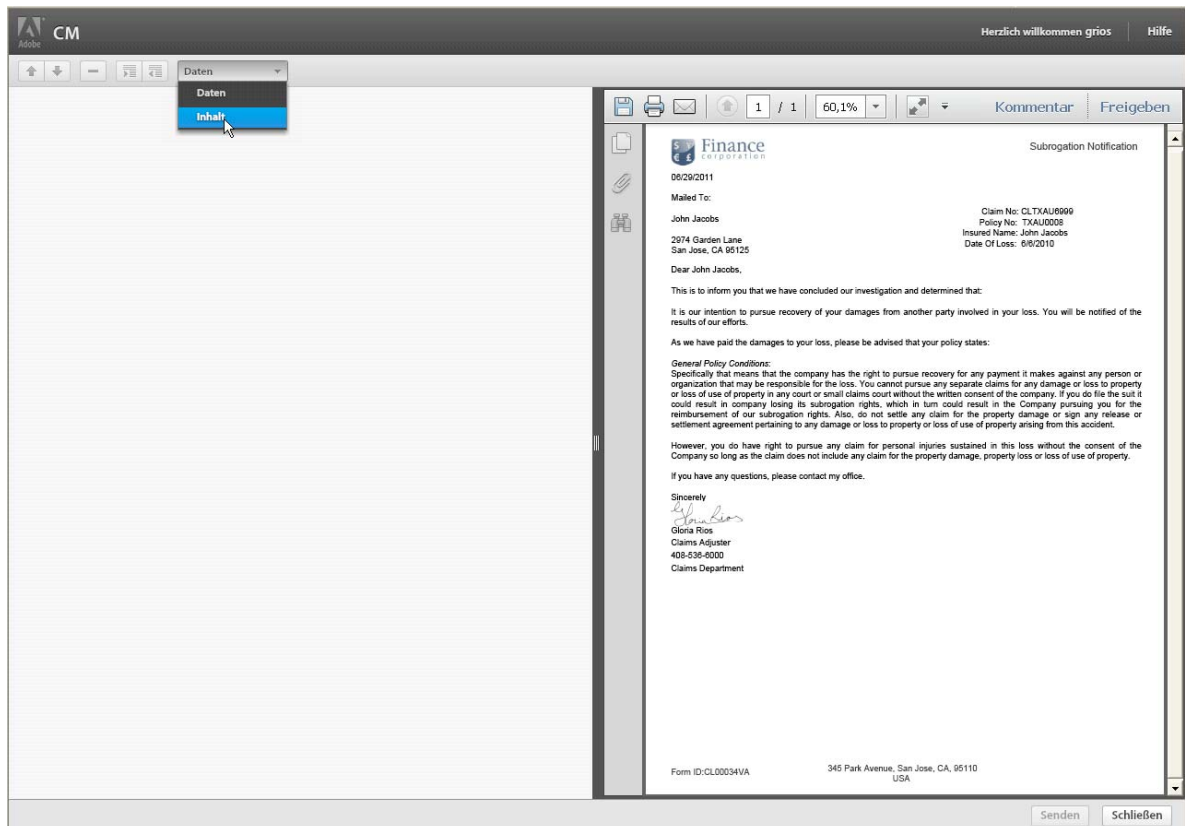 Adobe
CM
Herzlich willkommen grios
Hilfe
Daten
Daten
Inhalt
1 / 1
60,1%
Kommentar
Freigeben
Finance
corporation
Subrogation Notification
06/29/2011
Mailed To:
John Jacobs
2974 Garden Lane
San Jose, CA 95125
Claim No: CLTXAU6999
Policy No: TXAU0008
Insured Name: John Jacobs
Date Of Loss: 6/6/2010
Dear John Jacobs,
This is to inform you that we have concluded our investigation and determined that:
It is our intention to pursue recovery of your damages from another party involved in your loss. You will be notified of the
results of our efforts.
As we have paid the damages to your loss, please be advised that your policy states:
General Policy Conditions:
Specifically that means that the company has the right to pursue recovery for any payment it makes against any person or
organization that may be responsible for the loss. You cannot pursue any separate claims for any damage or loss to property
or loss of use of property in any court or small claims court without the written consent of the company. If you do file the suit it
could result in company losing its subrogation rights, which in turn could result in the Company pursuing you for the
reimbursement of our subrogation rights. Also, do not settle any claim for the property damage or sign any release or
settlement agreement pertaining to any damage or loss to property or loss of use of property arising from this accident.
However, you do have right to pursue any claim for personal injuries sustained in this loss without the consent of the
Company so long as the claim does not include any claim for the property damage, property loss or loss of use of property.
If you have any questions, please contact my office.
Sincerely
Gloria Rios
Gloria Rios
Claims Adjuster
408-536-6000
Claims Department
Form ID:CL00034VA
345 Park Avenue, San Jose, CA, 95110
USA
Senden
Schließen